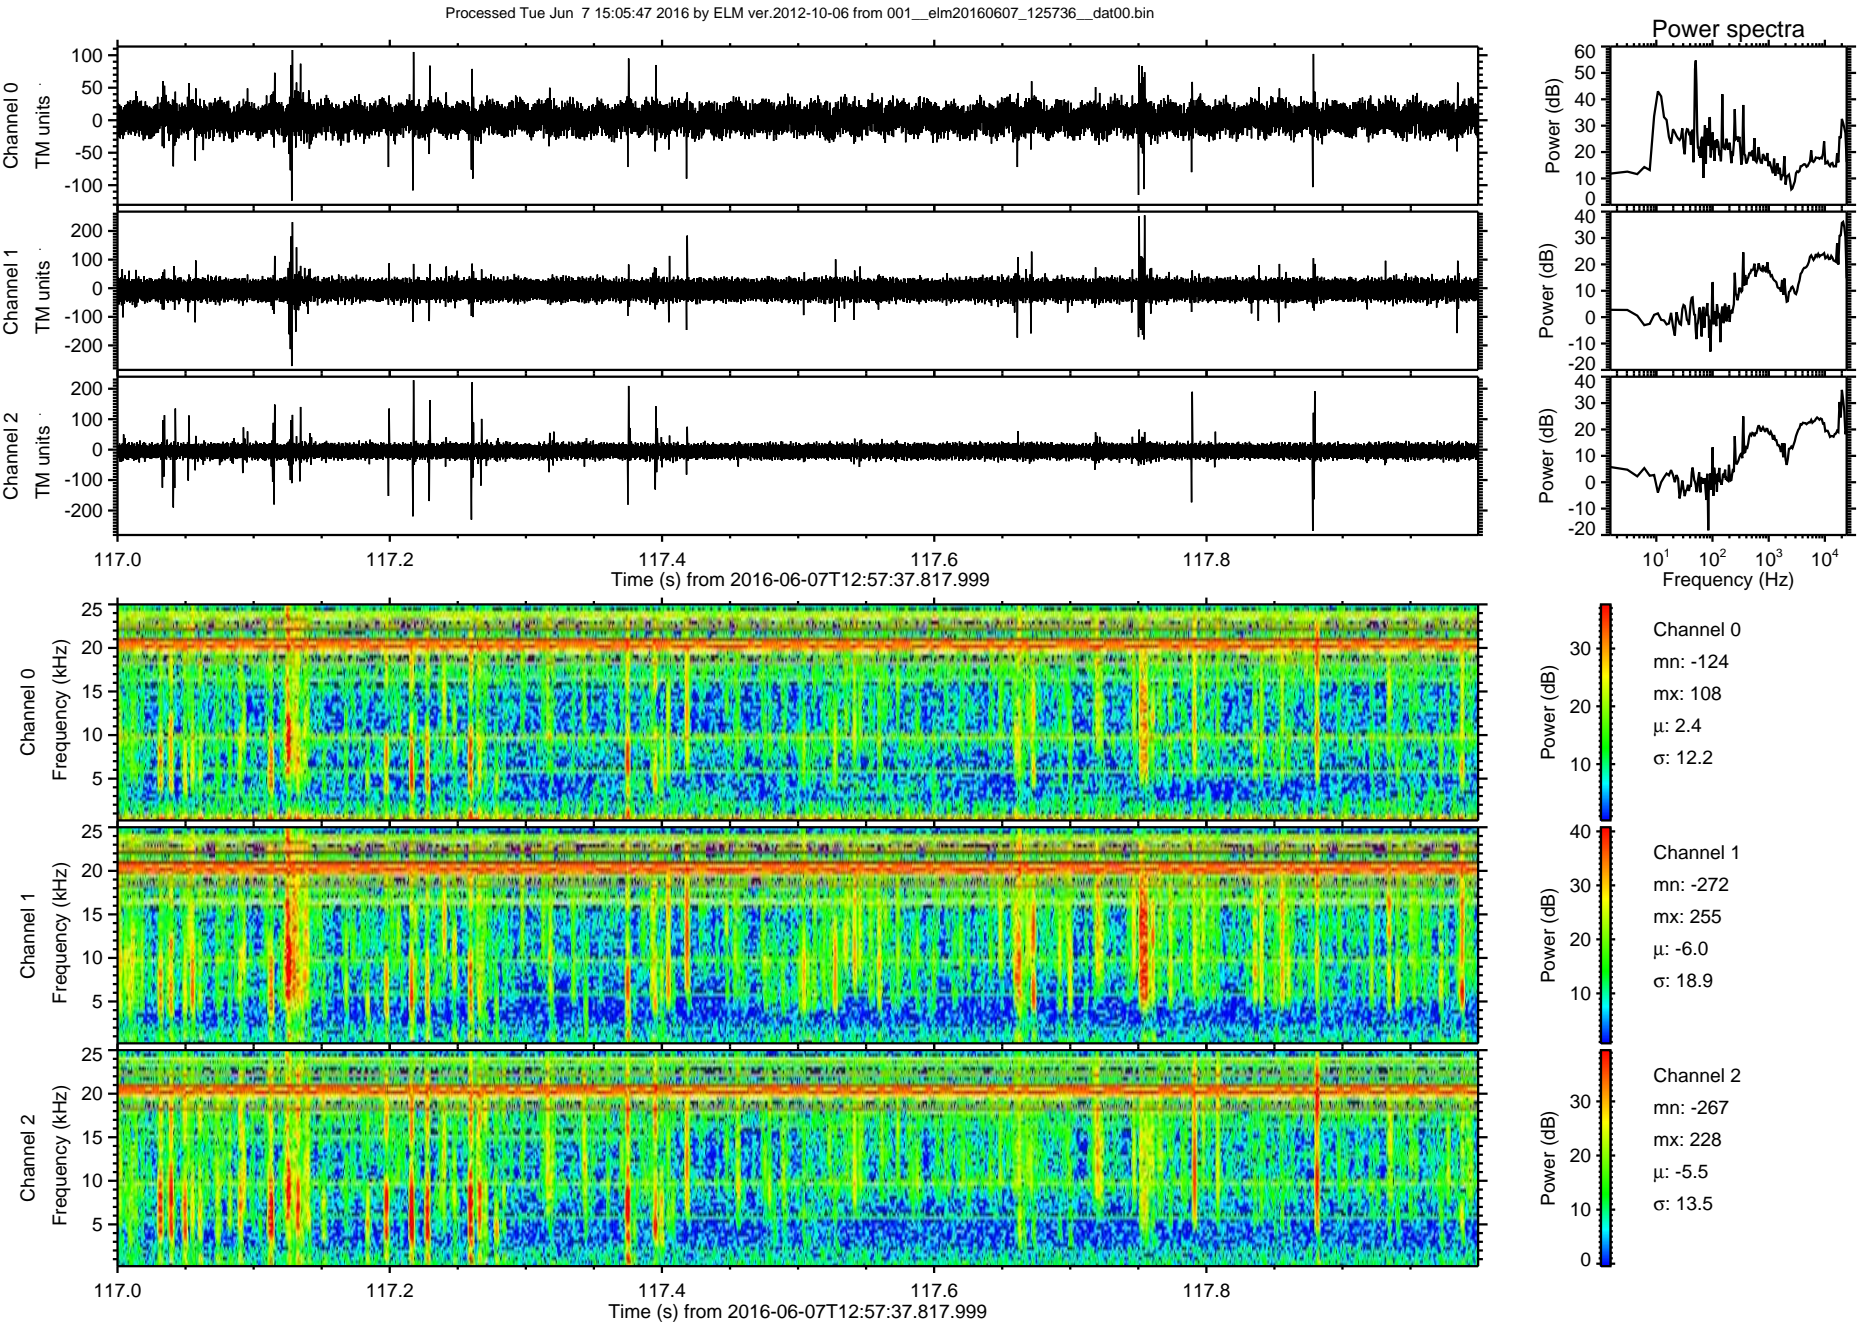 Processed Tue Jun 7 15:05:47 2016 by ELM ver.2012-10-06 from 001__elm20160607_125736__dat00.bin
Power spectra
Channel 0
TM units
100
50
0
-50
-100
Power (dB)
60
50
40
30
20
10
0
Channel 1
TM units
200
100
0
-100
-200
Power (dB)
40
30
20
10
0
-10
-20
Channel 2
TM units
200
100
0
-100
-200
Power (dB)
40
30
20
10
0
-10
-20
117.0 117.2 117.4 117.6 117.8
Time (s) from 2016-06-07T12:57:37.817.999
10^1 10^2 10^3 10^4
Frequency (Hz)
Channel 0
Frequency (kHz)
25
20
15
10
5
Power (dB)
30
20
10
Channel 0
mn: -124
mx: 108
μ: 2.4
σ: 12.2
Channel 1
Frequency (kHz)
25
20
15
10
5
Power (dB)
40
30
20
10
Channel 1
mn: -272
mx: 255
μ: -6.0
σ: 18.9
Channel 2
Frequency (kHz)
25
20
15
10
5
Power (dB)
30
20
10
0
Channel 2
mn: -267
mx: 228
μ: -5.5
σ: 13.5
117.0 117.2 117.4 117.6 117.8
Time (s) from 2016-06-07T12:57:37.817.999